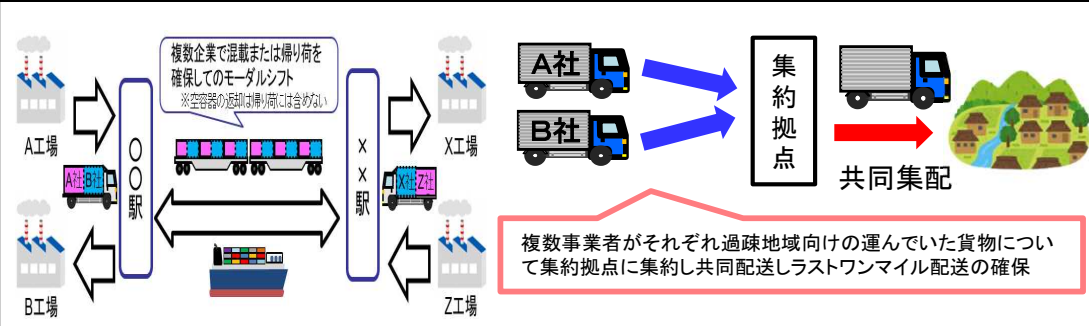 複数企業で混載または帰り荷を
確保してのモーダルシフト
※空容器の返却は帰り荷には含めない
A工場
X工場
○○駅
××駅
A社
B社
X社
Z社
B工場
Z工場
A社
B社
集約拠点
共同集配
複数事業者がそれぞれ過疎地域向けの運んでいた貨物につい
て集約拠点に集約し共同配送しラストワンマイル配送の確保